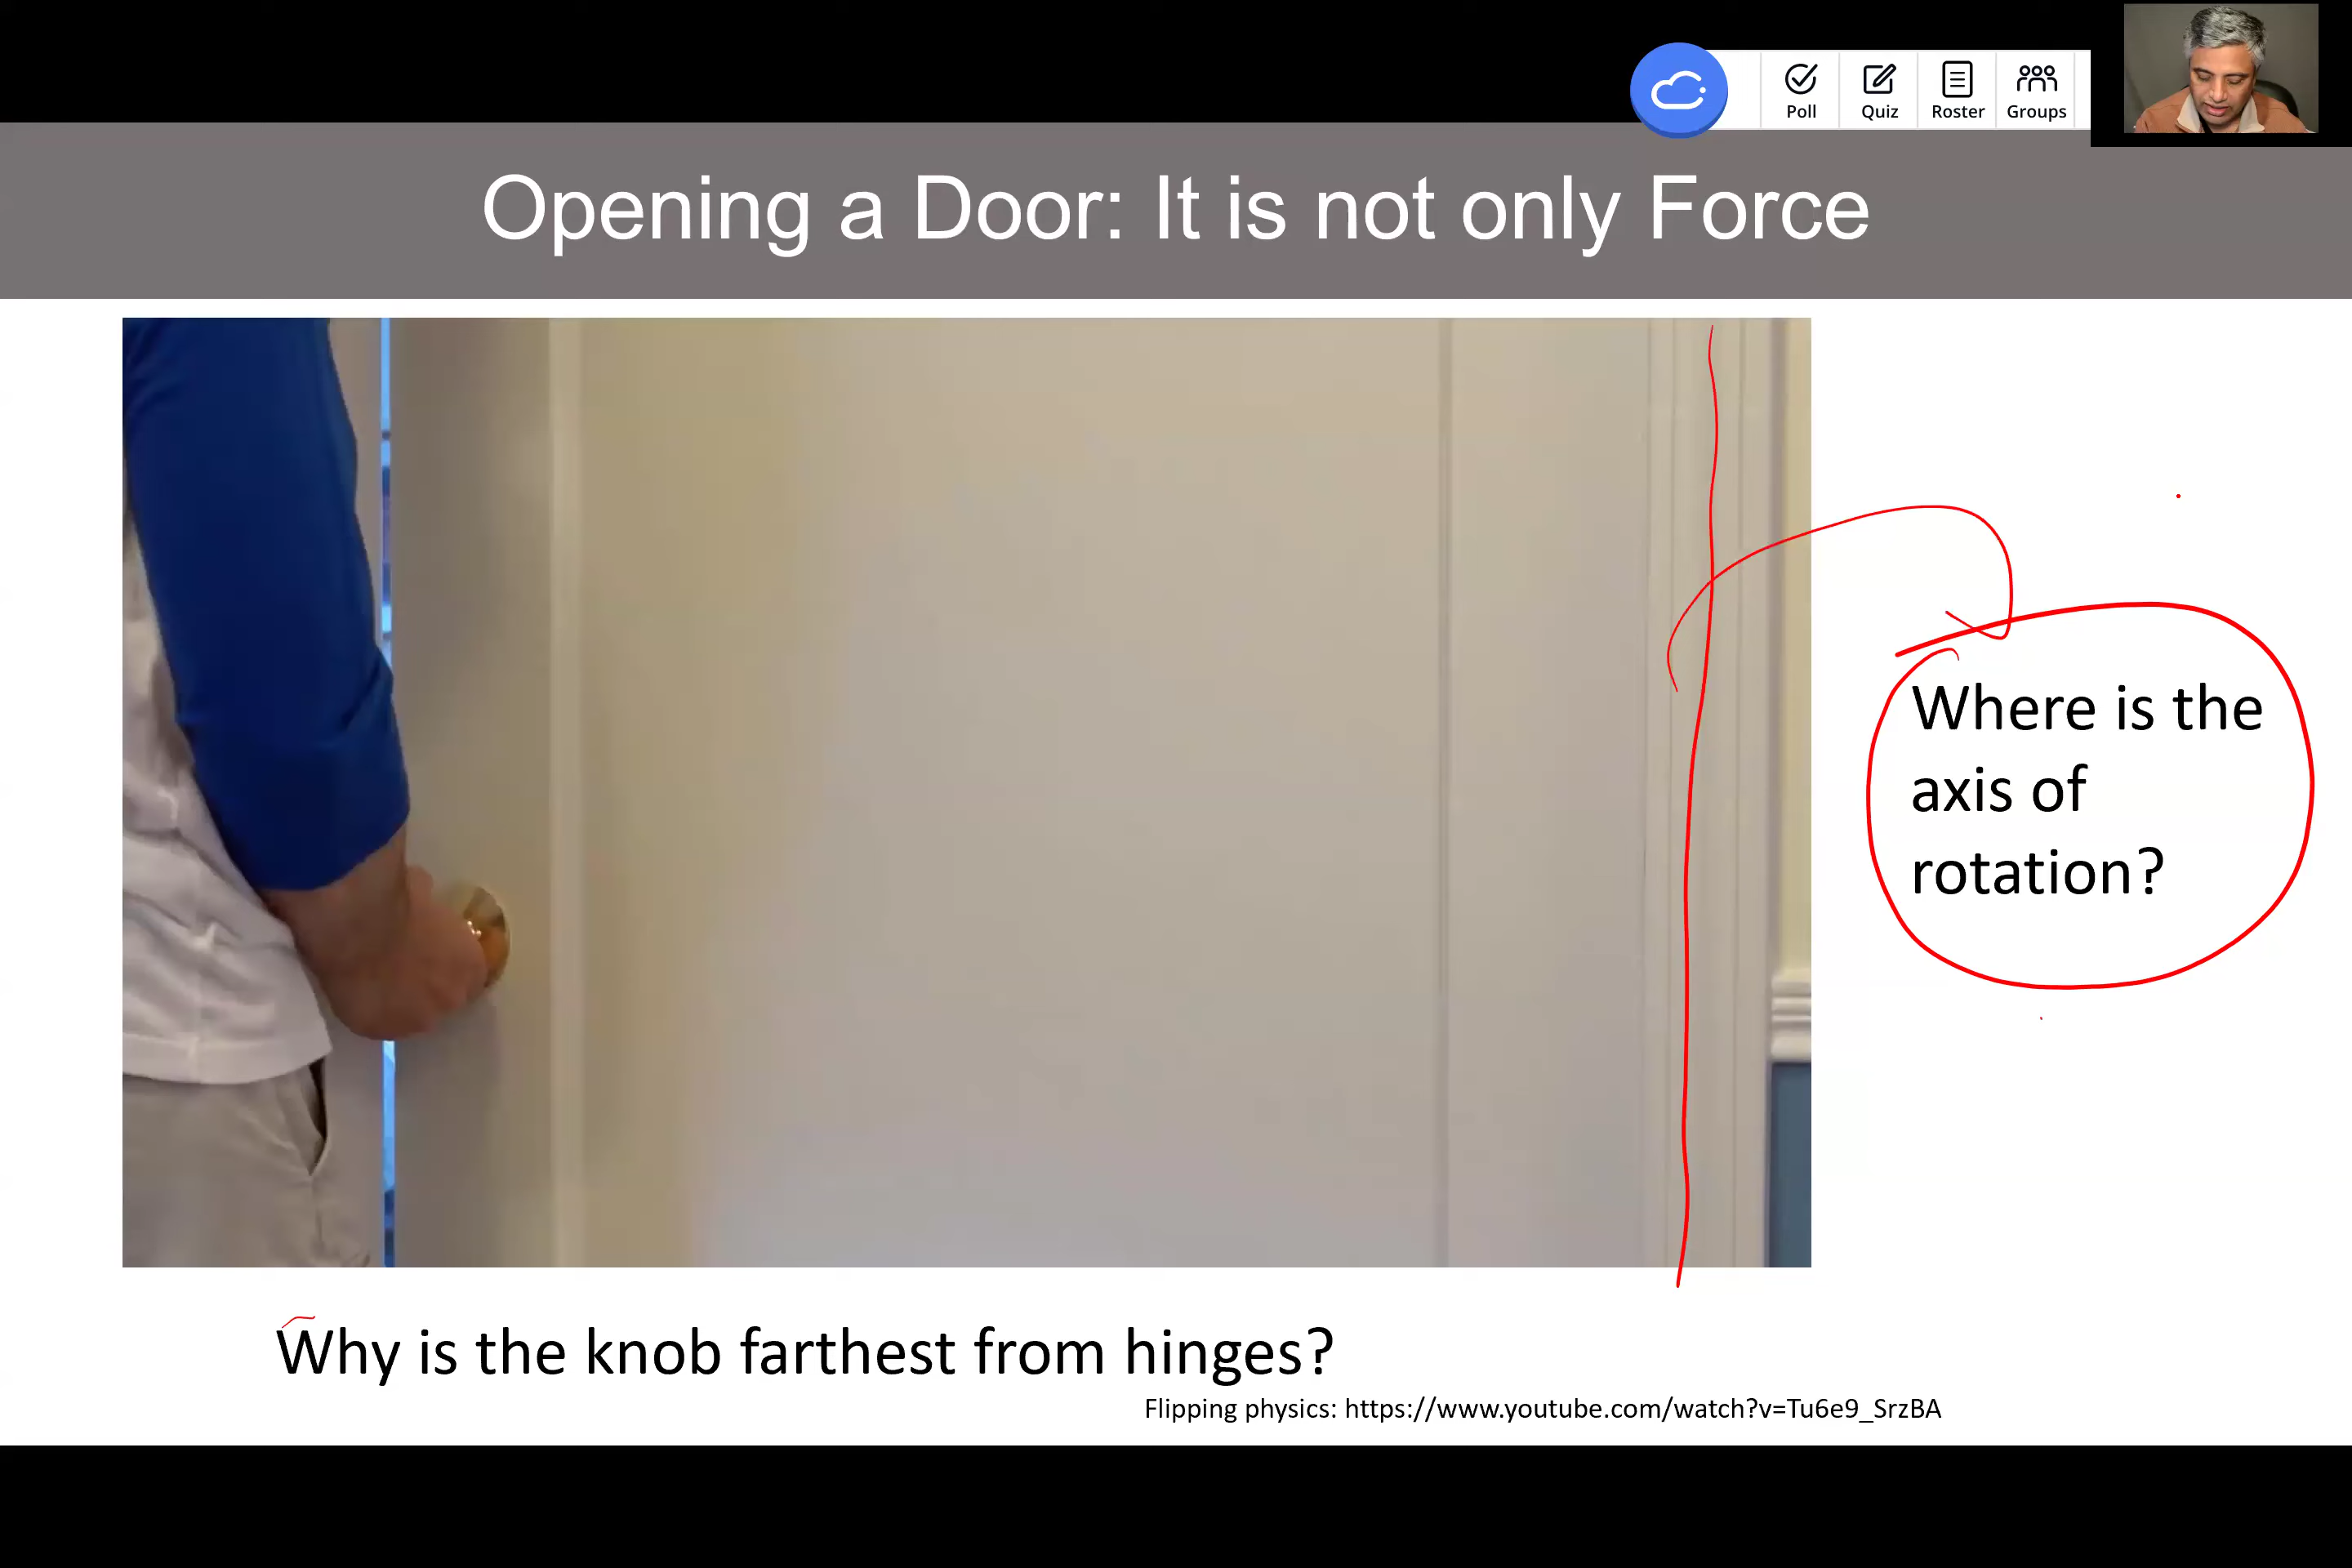 Poll
Quiz
Roster
Groups
Opening a Door: It is not only Force
Where is the
axis of
rotation?
Why is the knob farthest from hinges?
Flipping physics: https://www.youtube.com/watch?v=Tu6e9_SrzBA